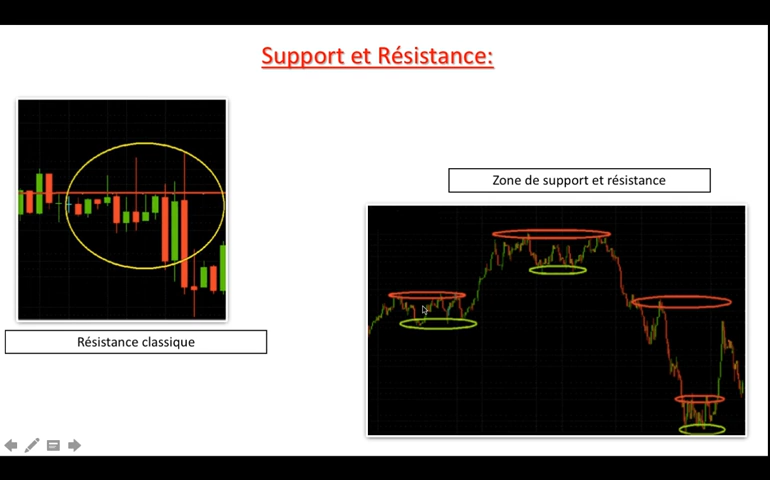 Support et Résistance:
Zone de support et résistance
Résistance classique